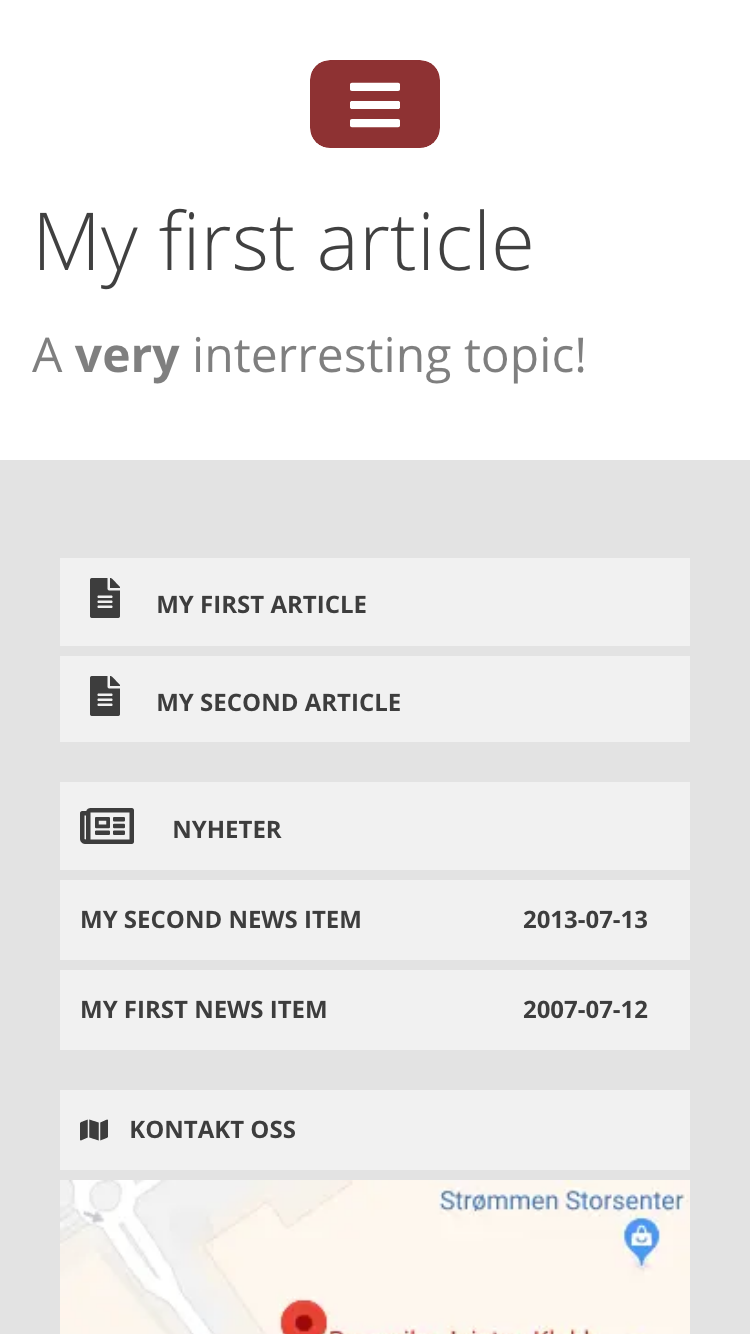 My first article
A very interresting topic!
MY FIRST ARTICLE
MY SECOND ARTICLE
NYHETER
MY SECOND NEWS ITEM 2013-07-13
MY FIRST NEWS ITEM 2007-07-12
KONTAKT OSS
Strømmen Storsenter